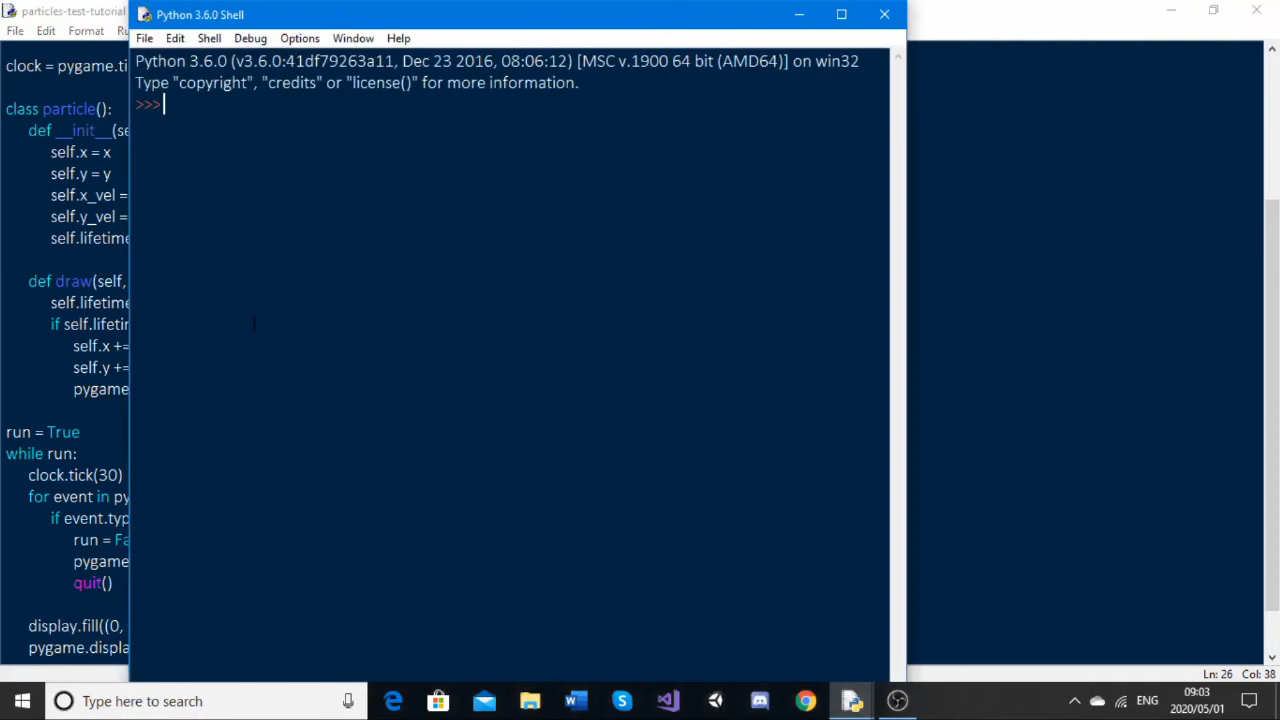 particles-test-tutorial
File Edit Format Ru
clock = pygame.ti
class particle():
def __init__(se
self.x = x
self.y = y
self.x_vel =
self.y_vel =
self.lifetime
def draw(self,
self.lifetime
if self.lifetim
self.x +=
self.y +=
pygame
run = True
while run:
clock.tick(30)
for event in py
if event.typ
run = Fa
pygame
quit()
display.fill((0,
pygame.displa
Python 3.6.0 Shell
File Edit Shell Debug Options Window Help
Python 3.6.0 (v3.6.0:41df79263a11, Dec 23 2016, 08:06:12) [MSC v.1900 64 bit (AMD64)] on win32
Type "copyright", "credits" or "license()" for more information.
>>>
Ln: 26 Col: 38
Type here to search
ENG
09:03
2020/05/01